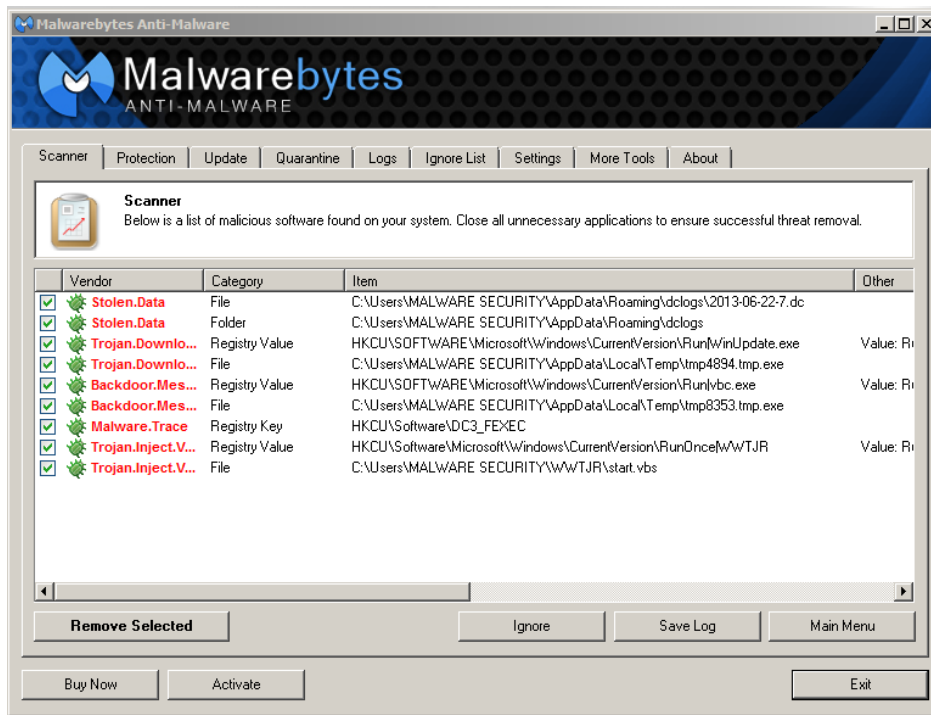 Malwarebytes Anti-Malware
Malwarebytes
ANTI-MALWARE
Scanner Protection Update Quarantine Logs Ignore List Settings More Tools About
Scanner
Below is a list of malicious software found on your system. Close all unnecessary applications to ensure successful threat removal.
Vendor Category Item Other
Stolen.Data File C:\Users\MALWARE SECURITY\AppData\Roaming\dclogs\2013-06-22-7.dc
Stolen.Data Folder C:\Users\MALWARE SECURITY\AppData\Roaming\dclogs
Trojan.Downlo... Registry Value HKCU\SOFTWARE\Microsoft\Windows\CurrentVersion\Run|WinUpdate.exe Value: Ru
Trojan.Downlo... File C:\Users\MALWARE SECURITY\AppData\Local\Temp\tmp4894.tmp.exe
Backdoor.Mes... Registry Value HKCU\SOFTWARE\Microsoft\Windows\CurrentVersion\Run|vbc.exe Value: Ru
Backdoor.Mes... File C:\Users\MALWARE SECURITY\AppData\Local\Temp\tmp8353.tmp.exe
Malware.Trace Registry Key HKCU\Software\DC3_FEXEC
Trojan.Inject.V... Registry Value HKCU\Software\Microsoft\Windows\CurrentVersion\RunOnce|WWTJR Value: Ru
Trojan.Inject.V... File C:\Users\MALWARE SECURITY\WWTJR\start.vbs
Remove Selected Ignore Save Log Main Menu
Buy Now Activate Exit